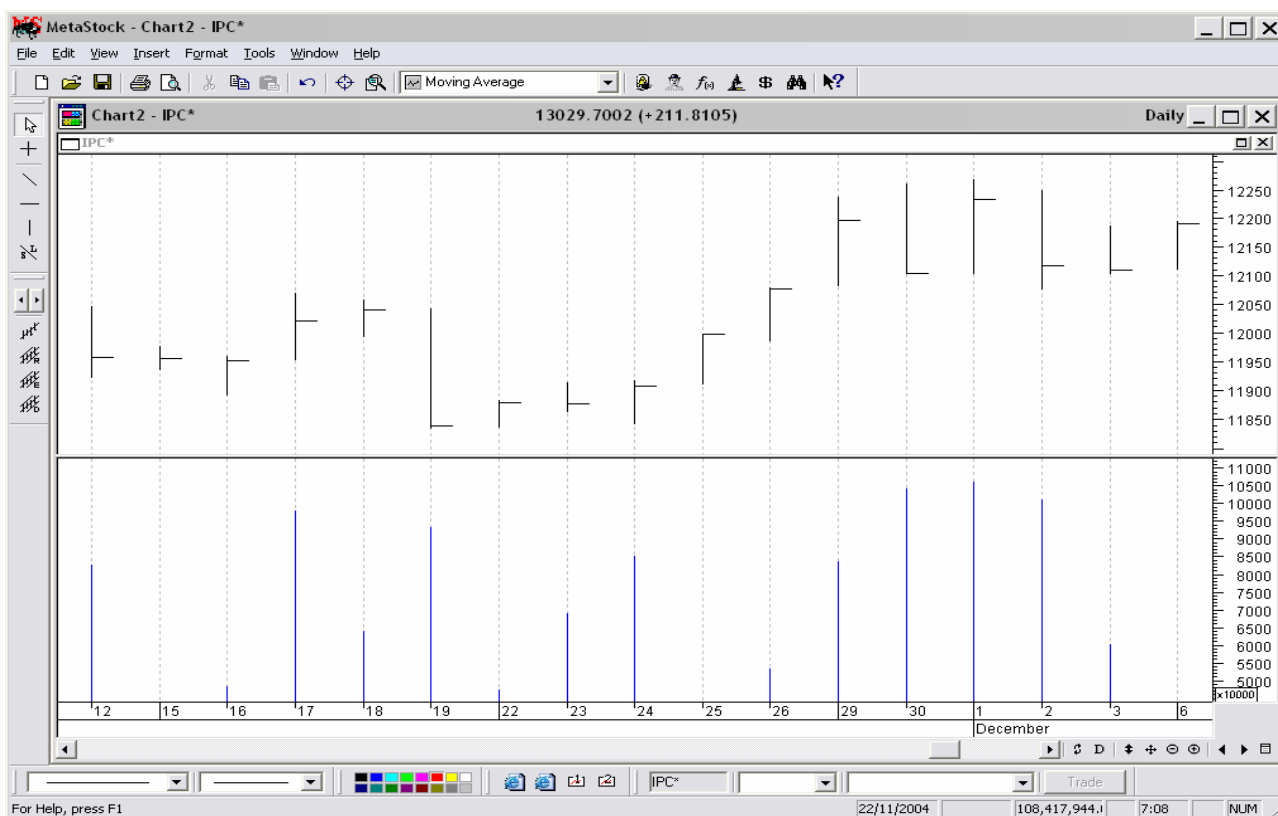 MetaStock - Chart2 - IPC*
File Edit View Insert Format Tools Window Help
Moving Average
Chart2 - IPC* 13029.7002 (+211.8105) Daily
IPC*
12250
12200
12150
12100
12050
12000
11950
11900
11850
11000
10500
10000
9500
9000
8500
8000
7500
7000
6500
6000
5500
5000
x10000
12 15 16 17 18 19 22 23 24 25 26 29 30 1 2 3 6
December
IPC* Trade
For Help, press F1 22/11/2004 108,417,944. 7:08 NUM